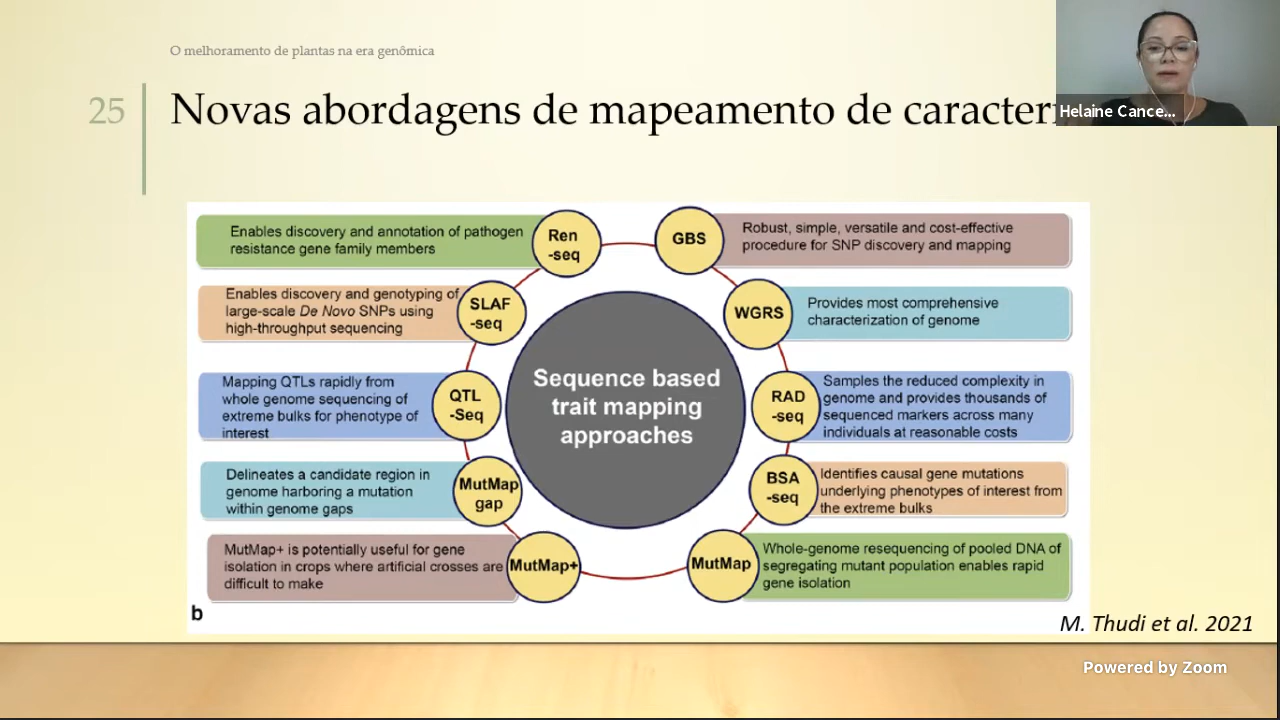 O melhoramento de plantas na era genômica
25
Novas abordagens de mapeamento de
Helaine Cance...
Enables discovery and annotation of pathogen
resistance gene family members
Ren
-seq
GBS
Robust, simple, versatile and cost-effective
procedure for SNP discovery and mapping
Enables discovery and genotyping of
large-scale De Novo SNPs using
high-throughput sequencing
SLAF
-seq
WGRS
Provides most comprehensive
characterization of genome
Sequence based
trait mapping
approaches
Mapping QTLs rapidly from
whole genome sequencing of
extreme bulks for phenotype of
interest
QTL
-Seq
RAD
-seq
Samples the reduced complexity in
genome and provides thousands of
sequenced markers across many
individuals at reasonable costs
Delineates a candidate region in
genome harboring a mutation
within genome gaps
MutMap
gap
BSA
-seq
Identifies causal gene mutations
underlying phenotypes of interest from
the extreme bulks
MutMap+ is potentially useful for gene
isolation in crops where artificial crosses are
difficult to make
MutMap+
MutMap
Whole-genome resequencing of pooled DNA of
segregating mutant population enables rapid
gene isolation
b
M. Thudi et al. 2021
Powered by Zoom